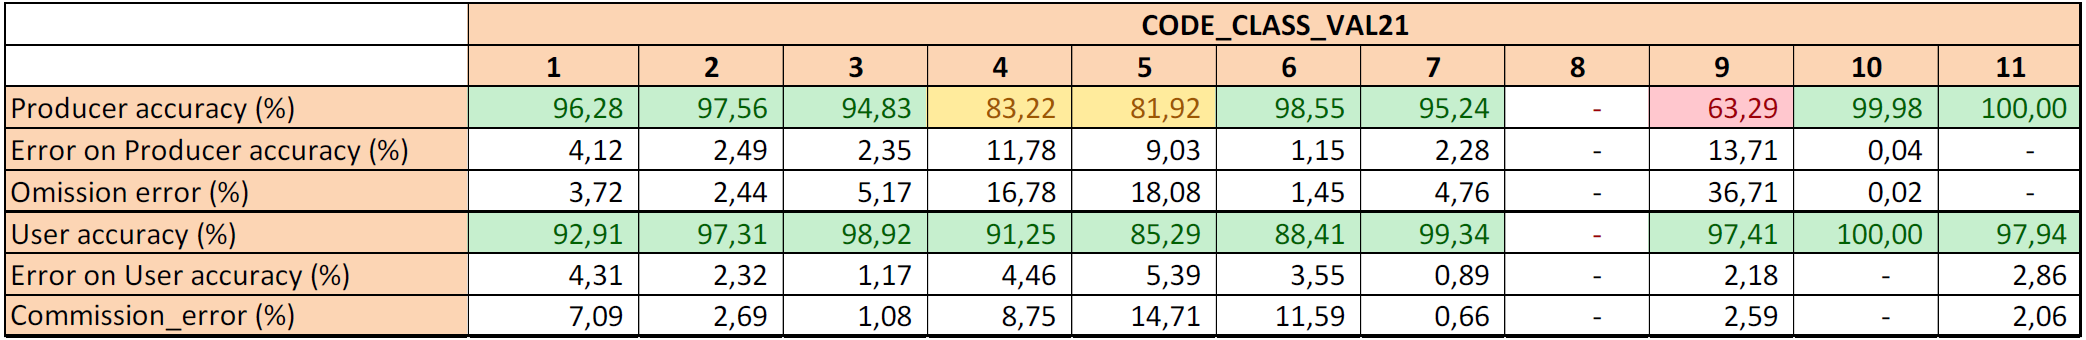 CODE_CLASS_VAL21
1 2 3 4 5 6 7 8 9 10 11
Producer accuracy (%) 96,28 97,56 94,83 83,22 81,92 98,55 95,24 - 63,29 99,98 100,00
Error on Producer accuracy (%) 4,12 2,49 2,35 11,78 9,03 1,15 2,28 - 13,71 0,04 -
Omission error (%) 3,72 2,44 5,17 16,78 18,08 1,45 4,76 - 36,71 0,02 -
User accuracy (%) 92,91 97,31 98,92 91,25 85,29 88,41 99,34 - 97,41 100,00 97,94
Error on User accuracy (%) 4,31 2,32 1,17 4,46 5,39 3,55 0,89 - 2,18 - 2,86
Commission_error (%) 7,09 2,69 1,08 8,75 14,71 11,59 0,66 - 2,59 - 2,06